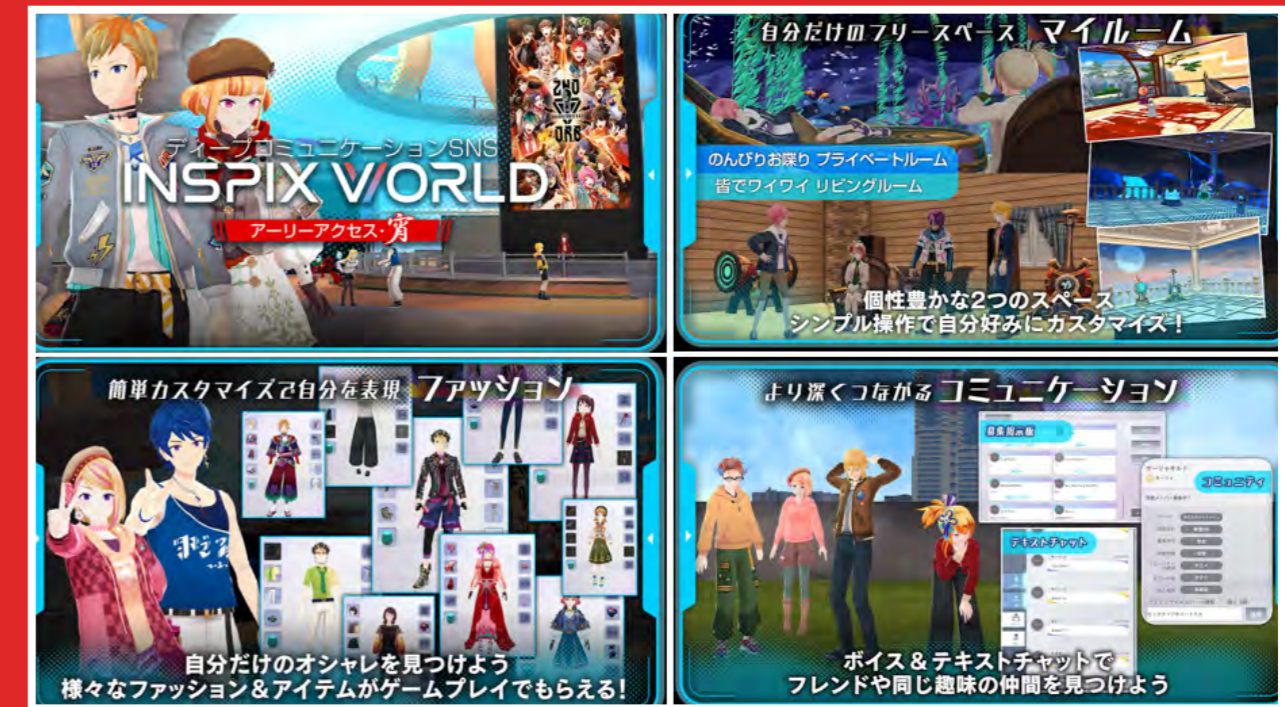 ディープコミュニケーションSNS
INSPIX WORLD
アーリーアクセス・宵
自分だけのフリースペース マイルーム
のんびりお喋り プライベートルーム
皆でワイワイ リビングルーム
個性豊かな2つのスペース
シンプル操作で自分好みにカスタマイズ!
簡単カスタマイズで自分を表現 ファッション
自分だけのオシャレを見つけよう
様々なファッション&アイテムがゲームプレイでもらえる!
より深くつながる コミュニケーション
募集掲示板
コミュニティ
テキストチャット
ボイス&テキストチャットで
フレンドや同じ趣味の仲間を見つけよう